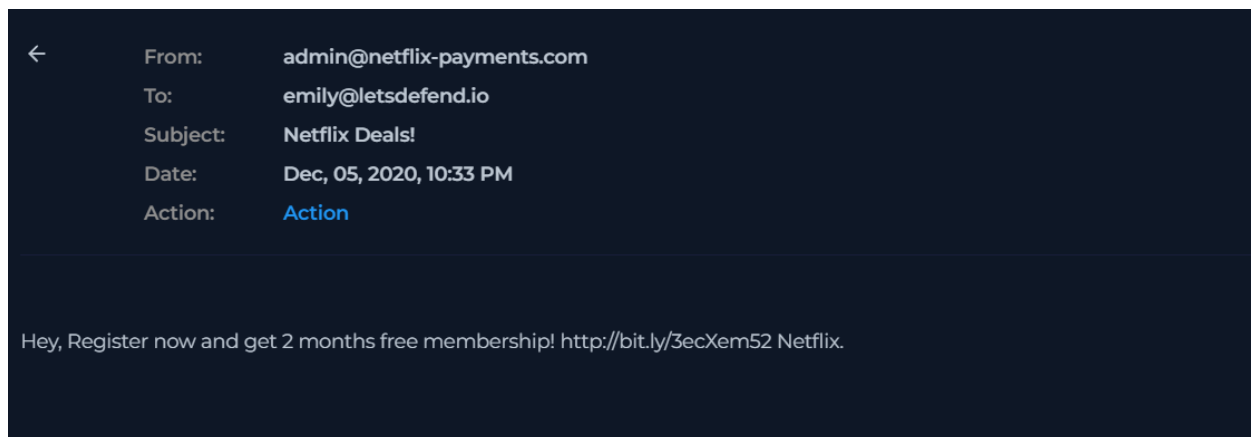 From: admin@netflix-payments.com
To: emily@letsdefend.io
Subject: Netflix Deals!
Date: Dec, 05, 2020, 10:33 PM
Action: Action
Hey, Register now and get 2 months free membership! http://bit.ly/3ecXem52 Netflix.